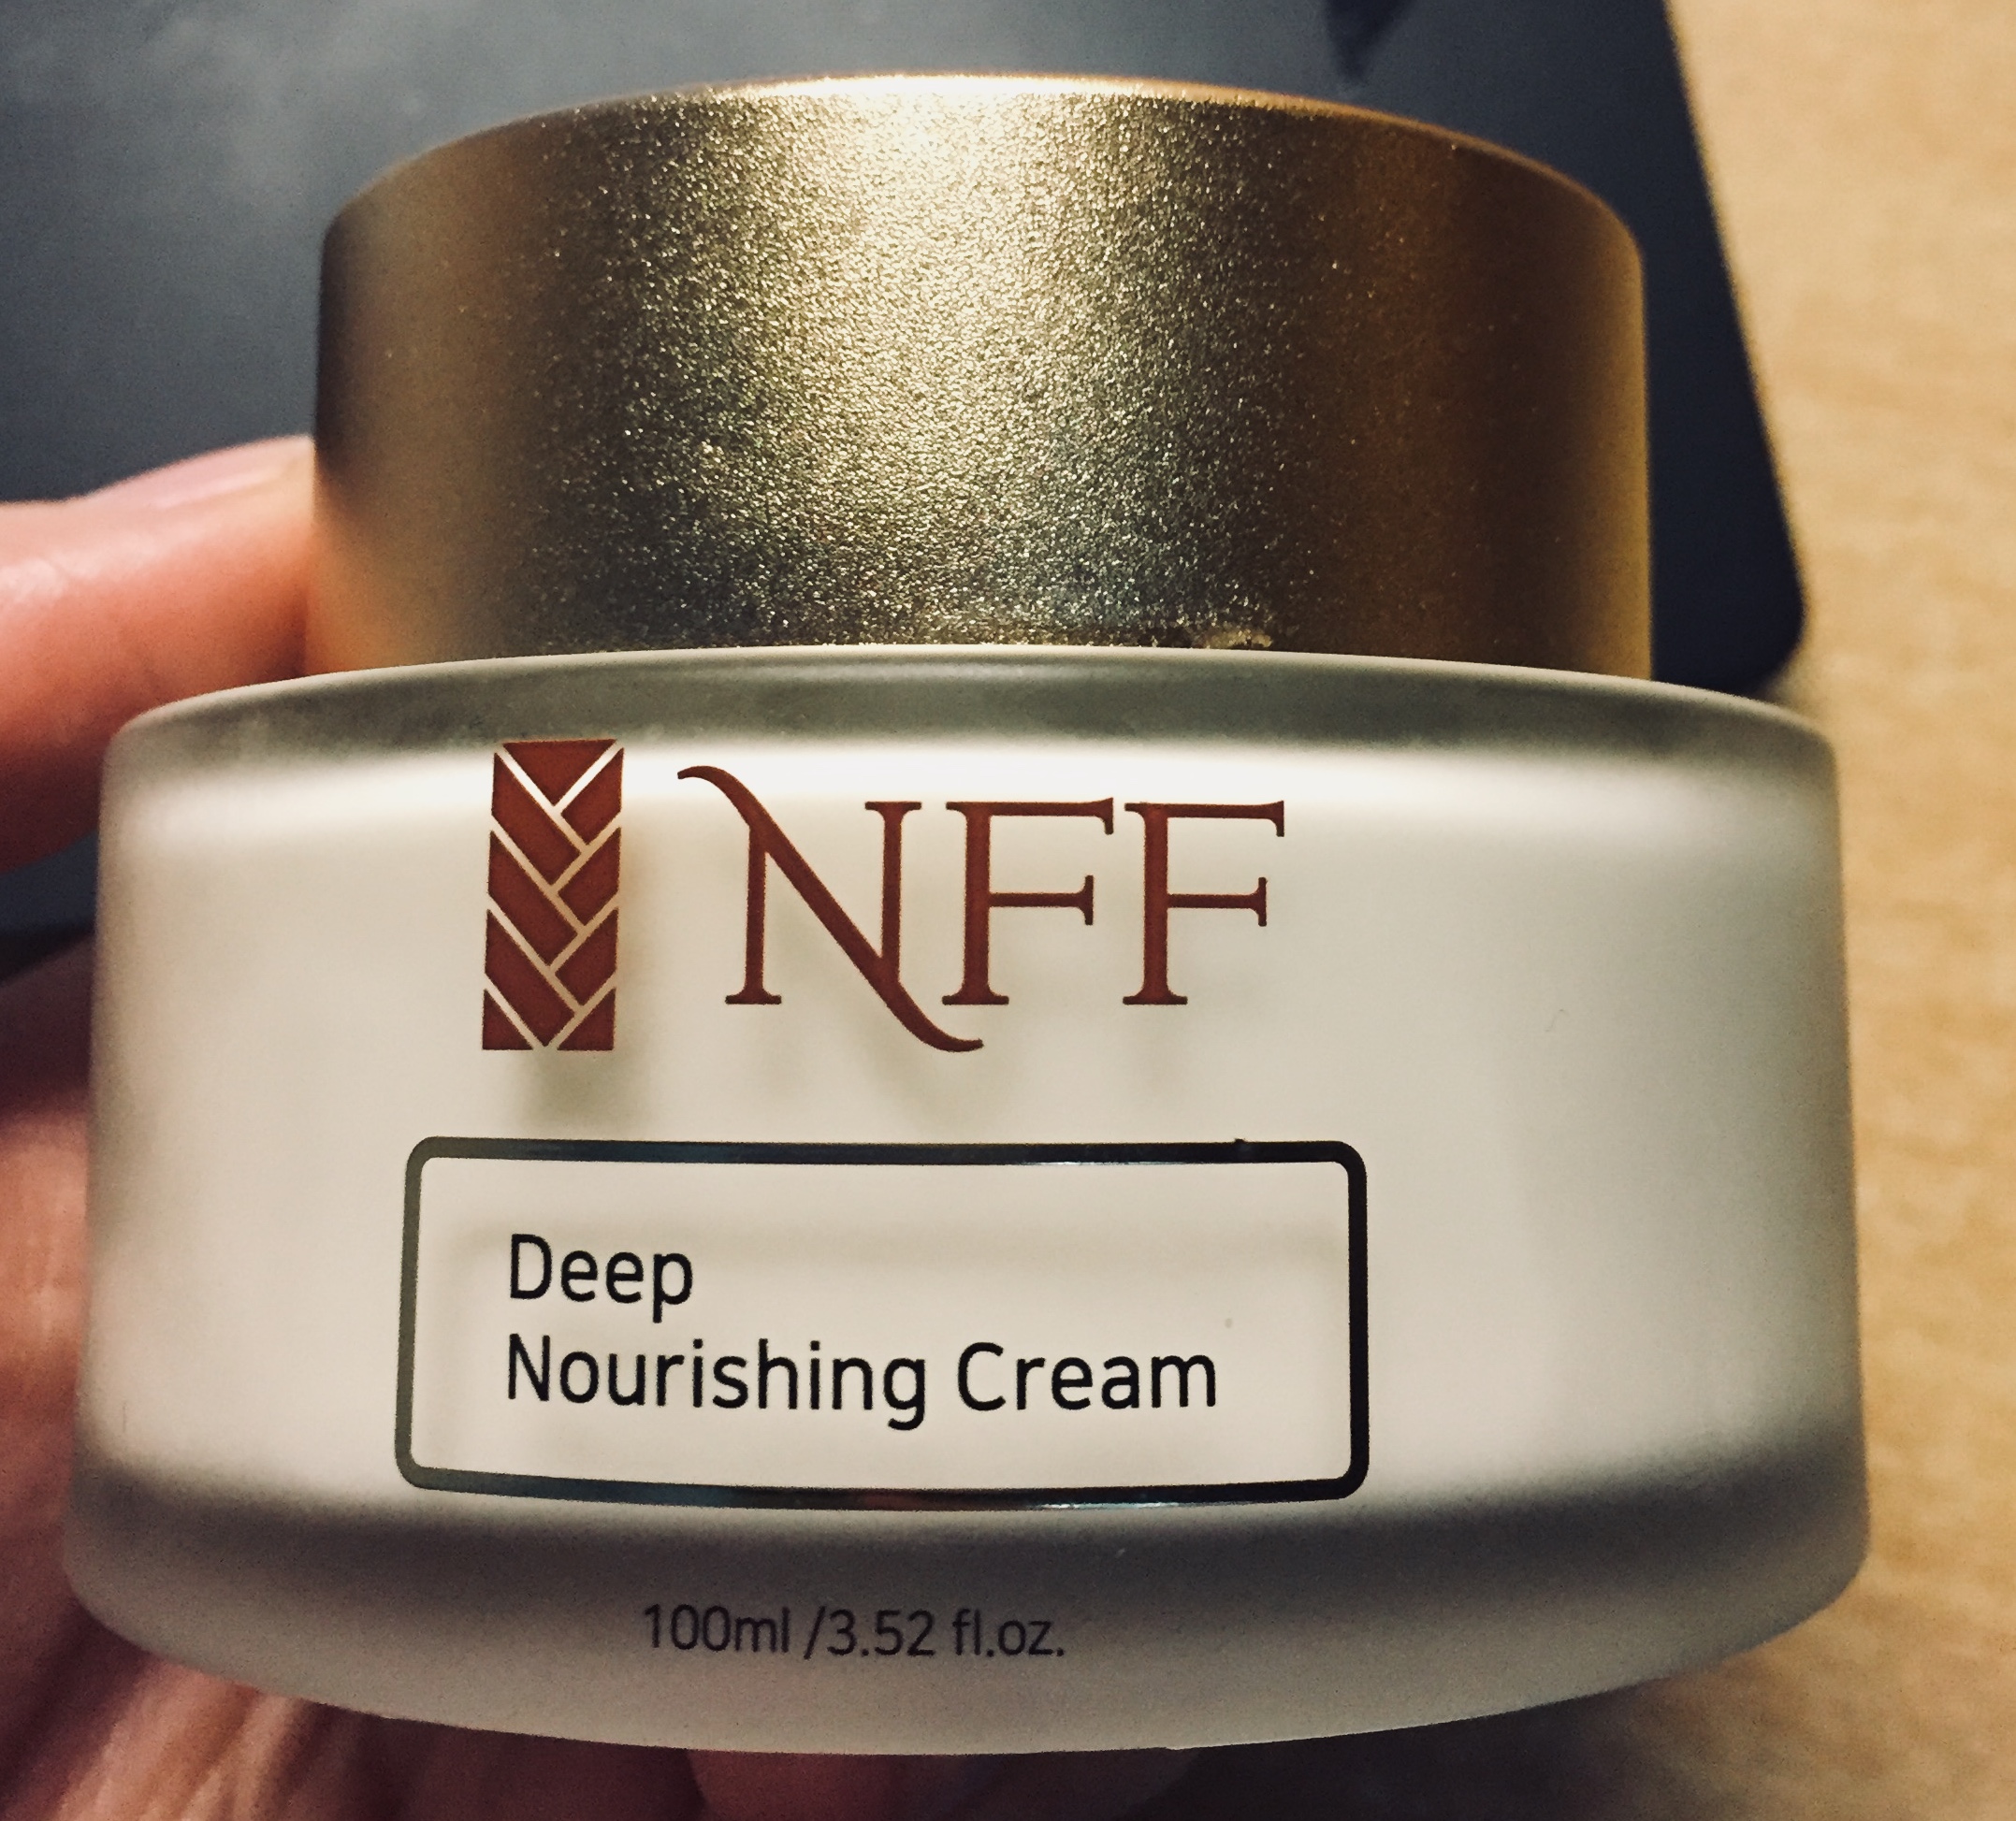 NFF
Deep
Nourishing Cream
100ml /3.52 fl.oz.